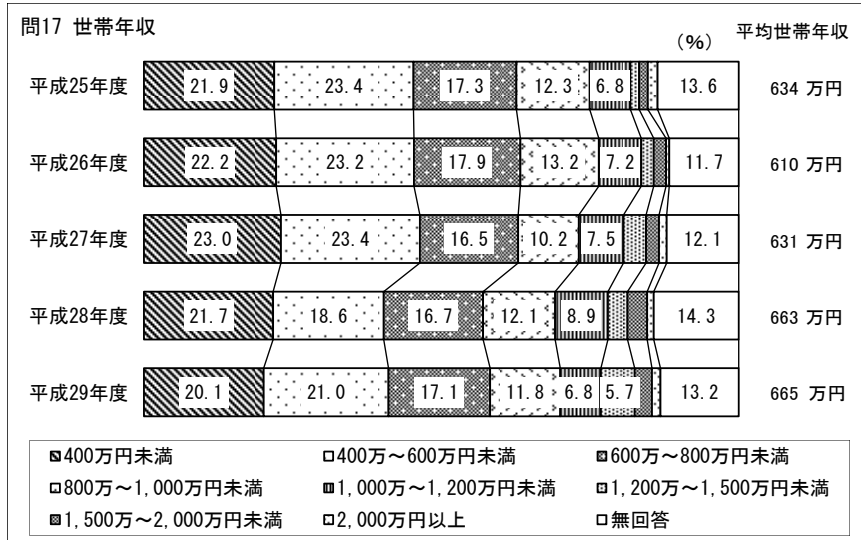 問17 世帯年収
(%) 平均世帯年収
平成25年度 21.9 23.4 17.3 12.3 6.8 13.6 634 万円
平成26年度 22.2 23.2 17.9 13.2 7.2 11.7 610 万円
平成27年度 23.0 23.4 16.5 10.2 7.5 12.1 631 万円
平成28年度 21.7 18.6 16.7 12.1 8.9 14.3 663 万円
平成29年度 20.1 21.0 17.1 11.8 6.8 5.7 13.2 665 万円
400万円未満 400万～600万円未満 600万～800万円未満
800万～1,000万円未満 1,000万～1,200万円未満 1,200万～1,500万円未満
1,500万～2,000万円未満 2,000万円以上 無回答